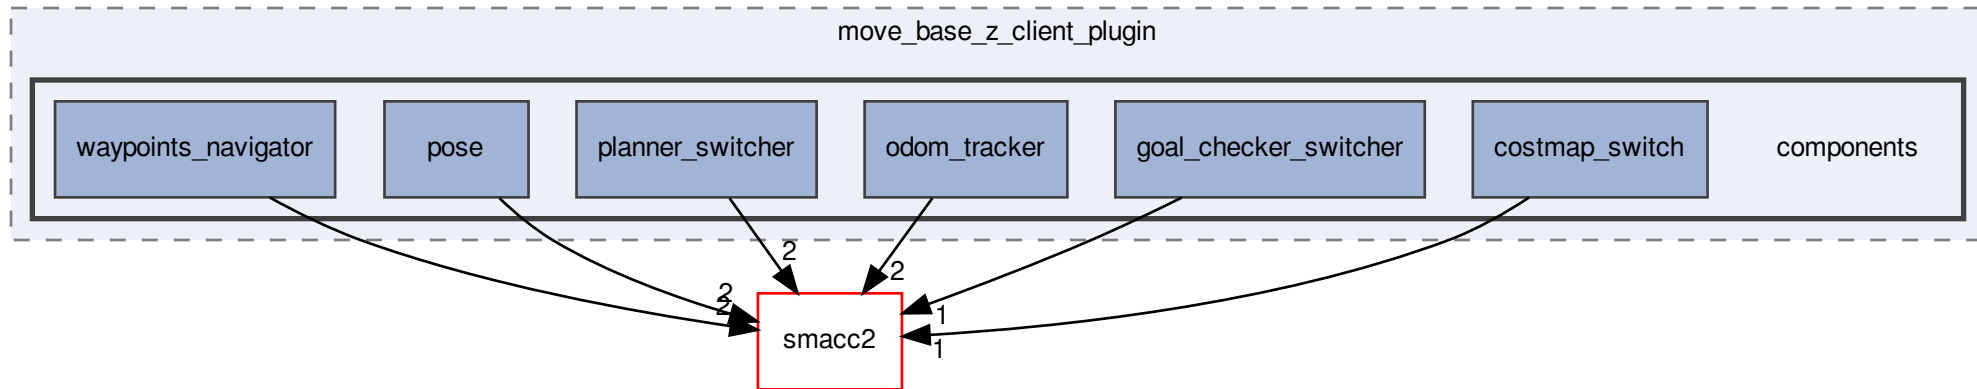 move_base_z_client_plugin
waypoints_navigator
pose
planner_switcher
odom_tracker
goal_checker_switcher
costmap_switch
components
2
2
2
2
1
1
smacc2